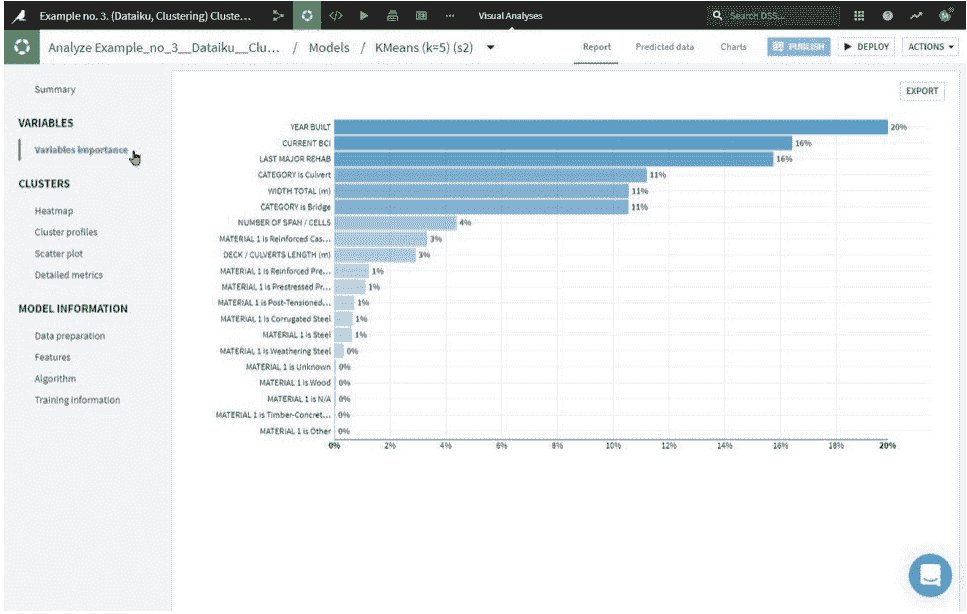 Example no. 3. (Dataiku, Clustering) Cluste... Visual Analyses Search DSS...
Analyze Example_no_3__Dataiku__Clu... / Models / KMeans (k=5) (s2) Report Predicted data Charts PUBLISH DEPLOY ACTIONS
Summary
VARIABLES
Variables importance
CLUSTERS
Heatmap
Cluster profiles
Scatter plot
Detailed metrics
MODEL INFORMATION
Data preparation
Features
Algorithm
Training information
EXPORT
YEAR BUILT 20%
CURRENT BCI 16%
LAST MAJOR REHAB 16%
CATEGORY is Culvert 11%
WIDTH TOTAL (m) 11%
CATEGORY is Bridge 11%
NUMBER OF SPAN / CELLS 4%
MATERIAL 1 is Reinforced Cas... 3%
DECK / CULVERTS LENGTH (m) 3%
MATERIAL 1 is Reinforced Pre... 1%
MATERIAL 1 is Prestressed Pr... 1%
MATERIAL 1 is Post-Tensioned... 1%
MATERIAL 1 is Corrugated Steel 1%
MATERIAL 1 is Steel 1%
MATERIAL 1 is Weathering Steel 0%
MATERIAL 1 is Unknown 0%
MATERIAL 1 is Wood 0%
MATERIAL 1 is N/A 0%
MATERIAL 1 is Timber-Concret... 0%
MATERIAL 1 is Other 0%
0% 2% 4% 6% 8% 10% 12% 14% 16% 18% 20%